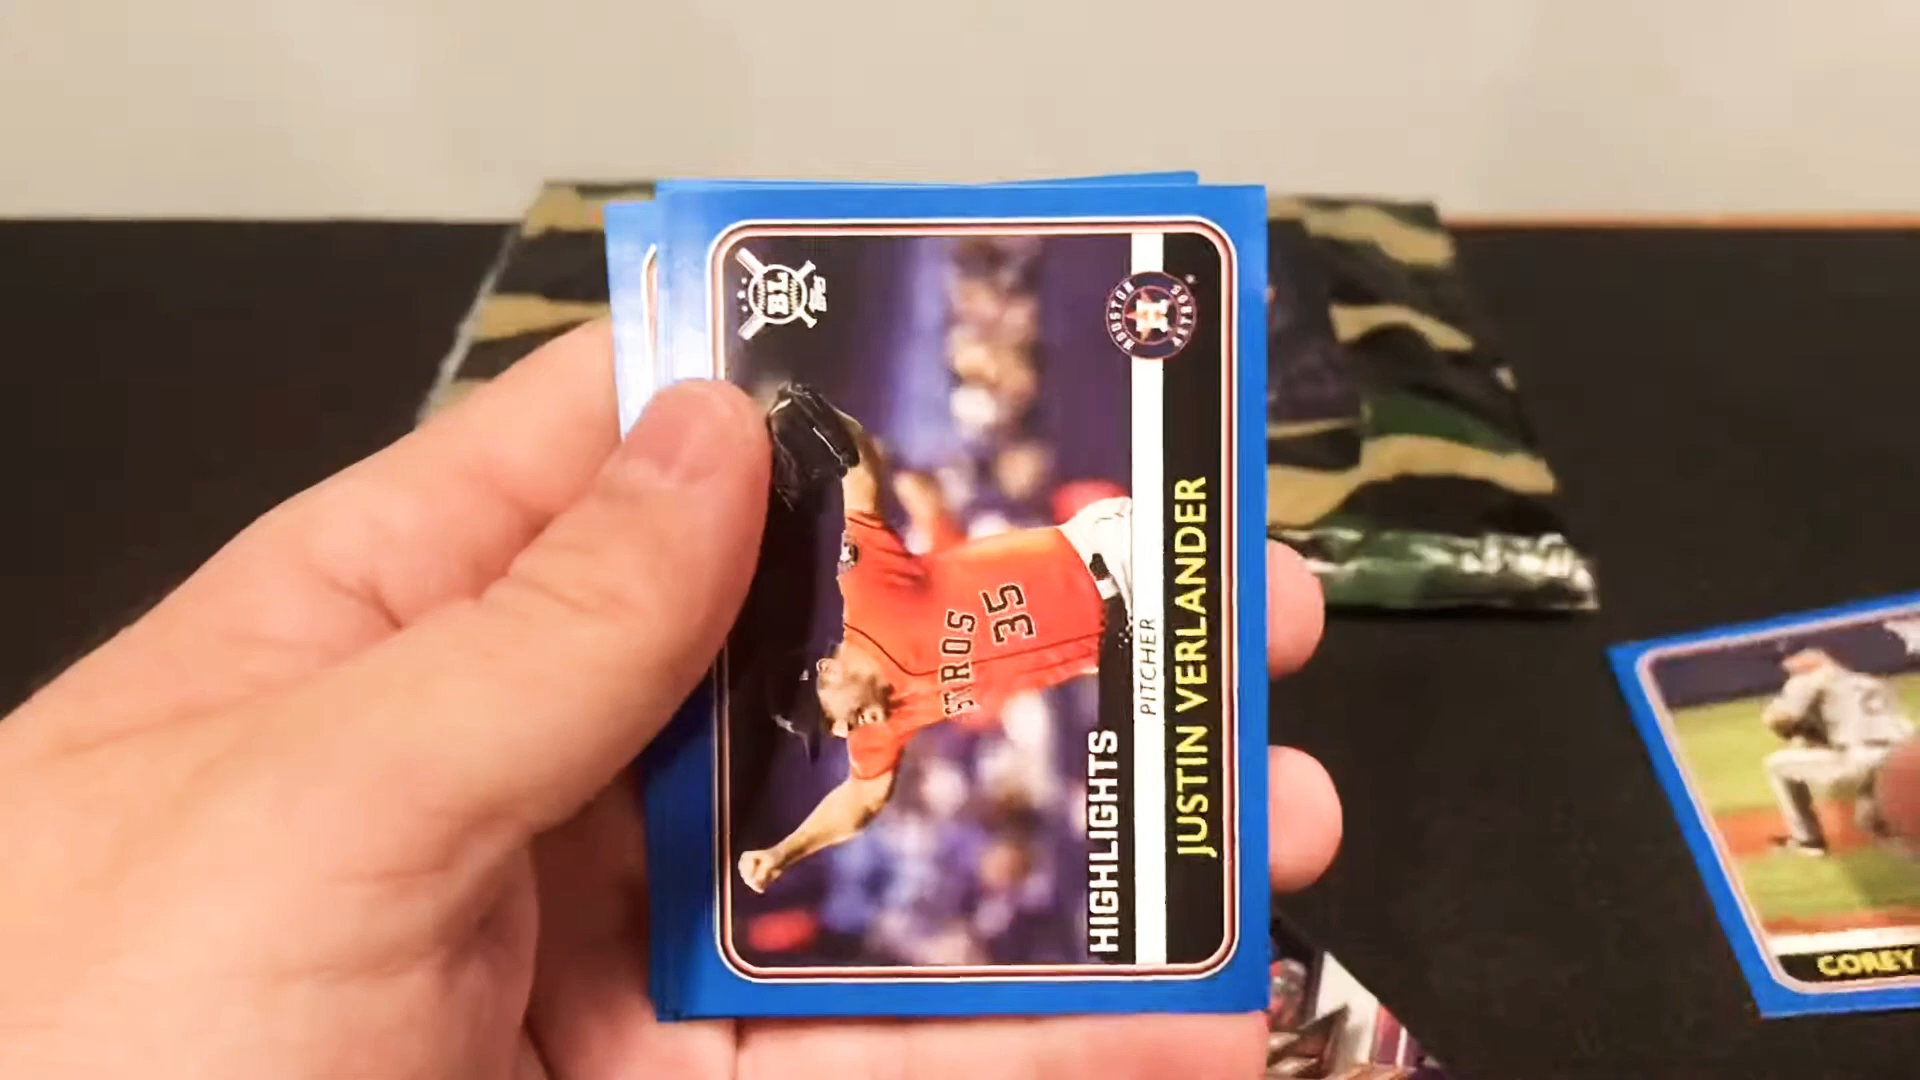 BL
topps
HOUSTON ASTROS
H
STROS
35
HIGHLIGHTS
PITCHER
JUSTIN VERLANDER
COREY